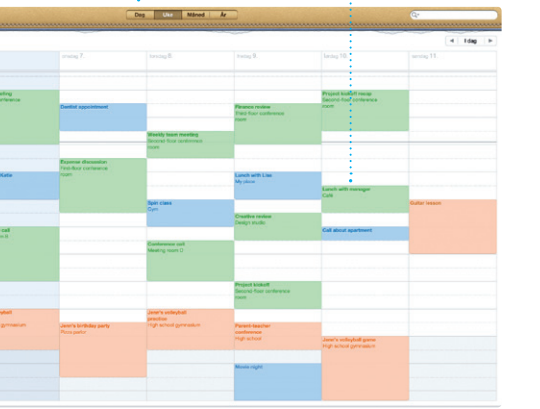 Dag
Uke
Måned
År
I dag
tirsdag 7.
onsdag 8.
torsdag 9.
fredag 10.
lørdag 11.
Katie
call
gymnasium
Dentist appointment
Expense discussion
First-floor conference
room
Jane's birthday party
Pizza parlor
Weekly team meeting
Second-floor conference
room
Spin class
Gym
Conference call
Meeting room D
Jane's volleyball
practice
High school gymnasium
Finance review
Third floor conference
room
Lunch with Lisa
My place
Creative review
Design studio
Project kickoff
Second-floor conference
room
Parent-teacher
conference
High school
Movie night
Project kickoff recap
Second-floor conference
room
Lunch with manager
Café
Call about apartment
Jane's volleyball game
High school gymnasium
Guitar lesson